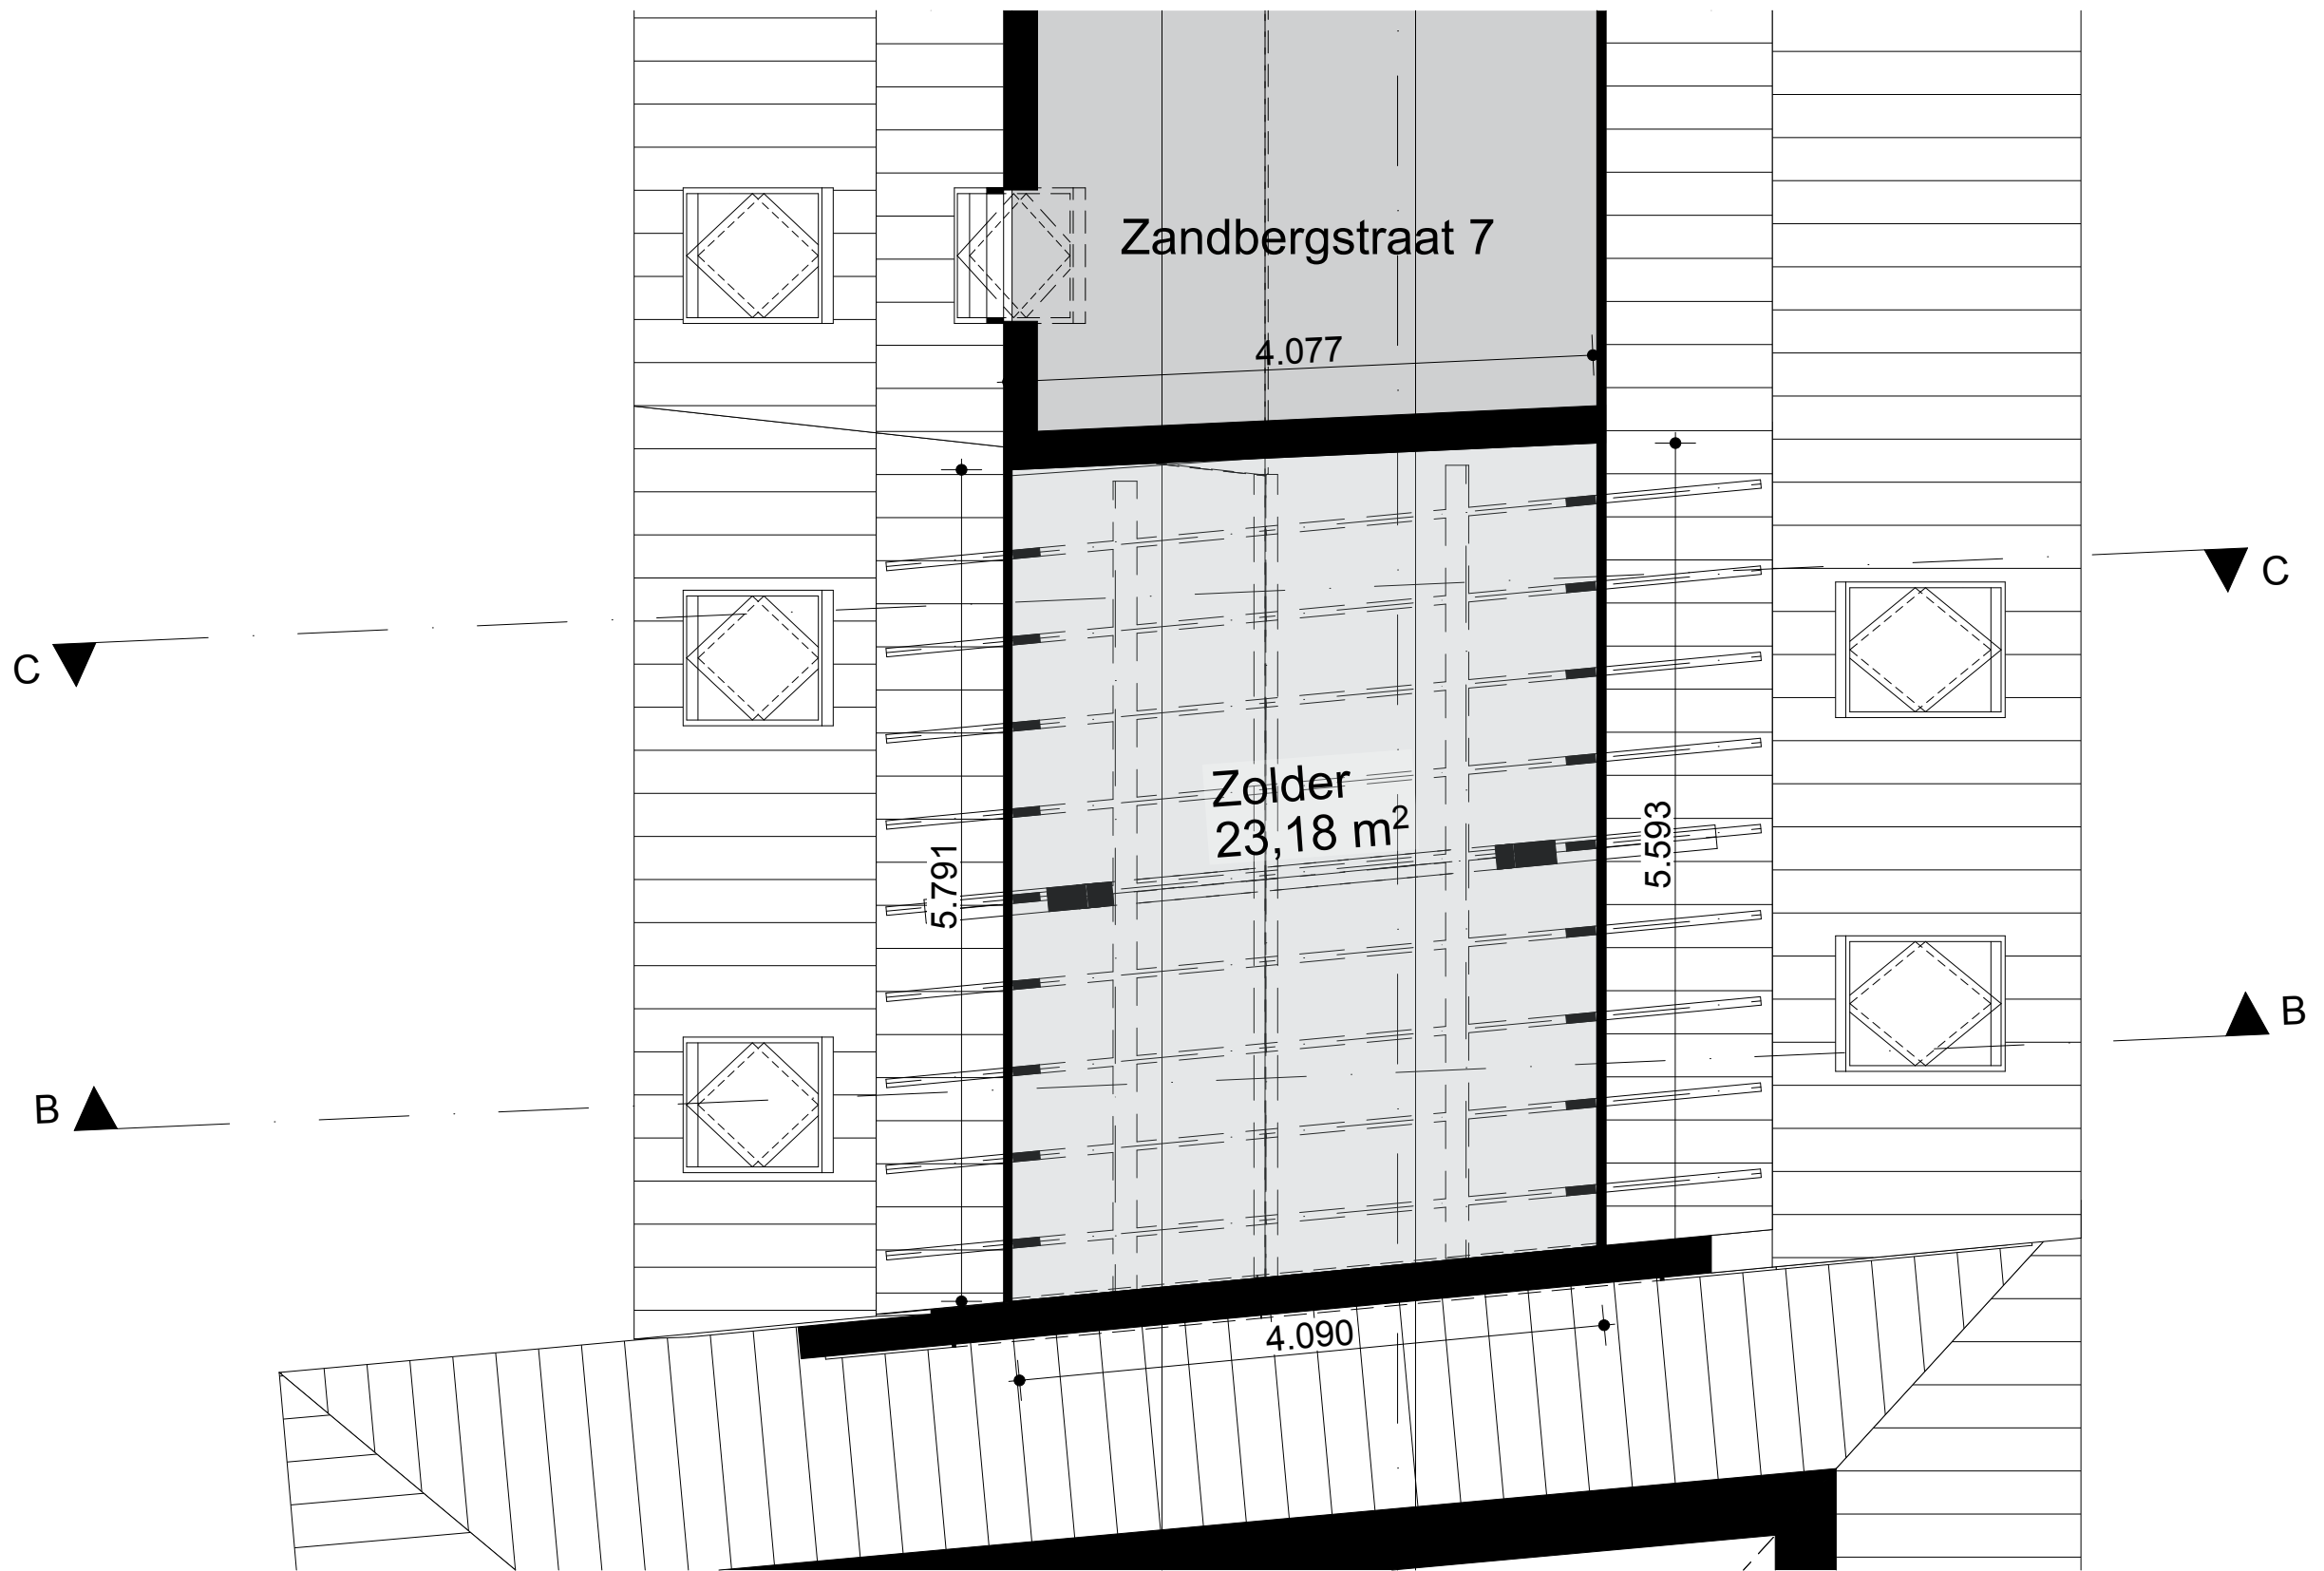 Zandbergstraat 7
4.077
C
C
Zolder
23,18 m²
5.593
5.791
B
B
4.090